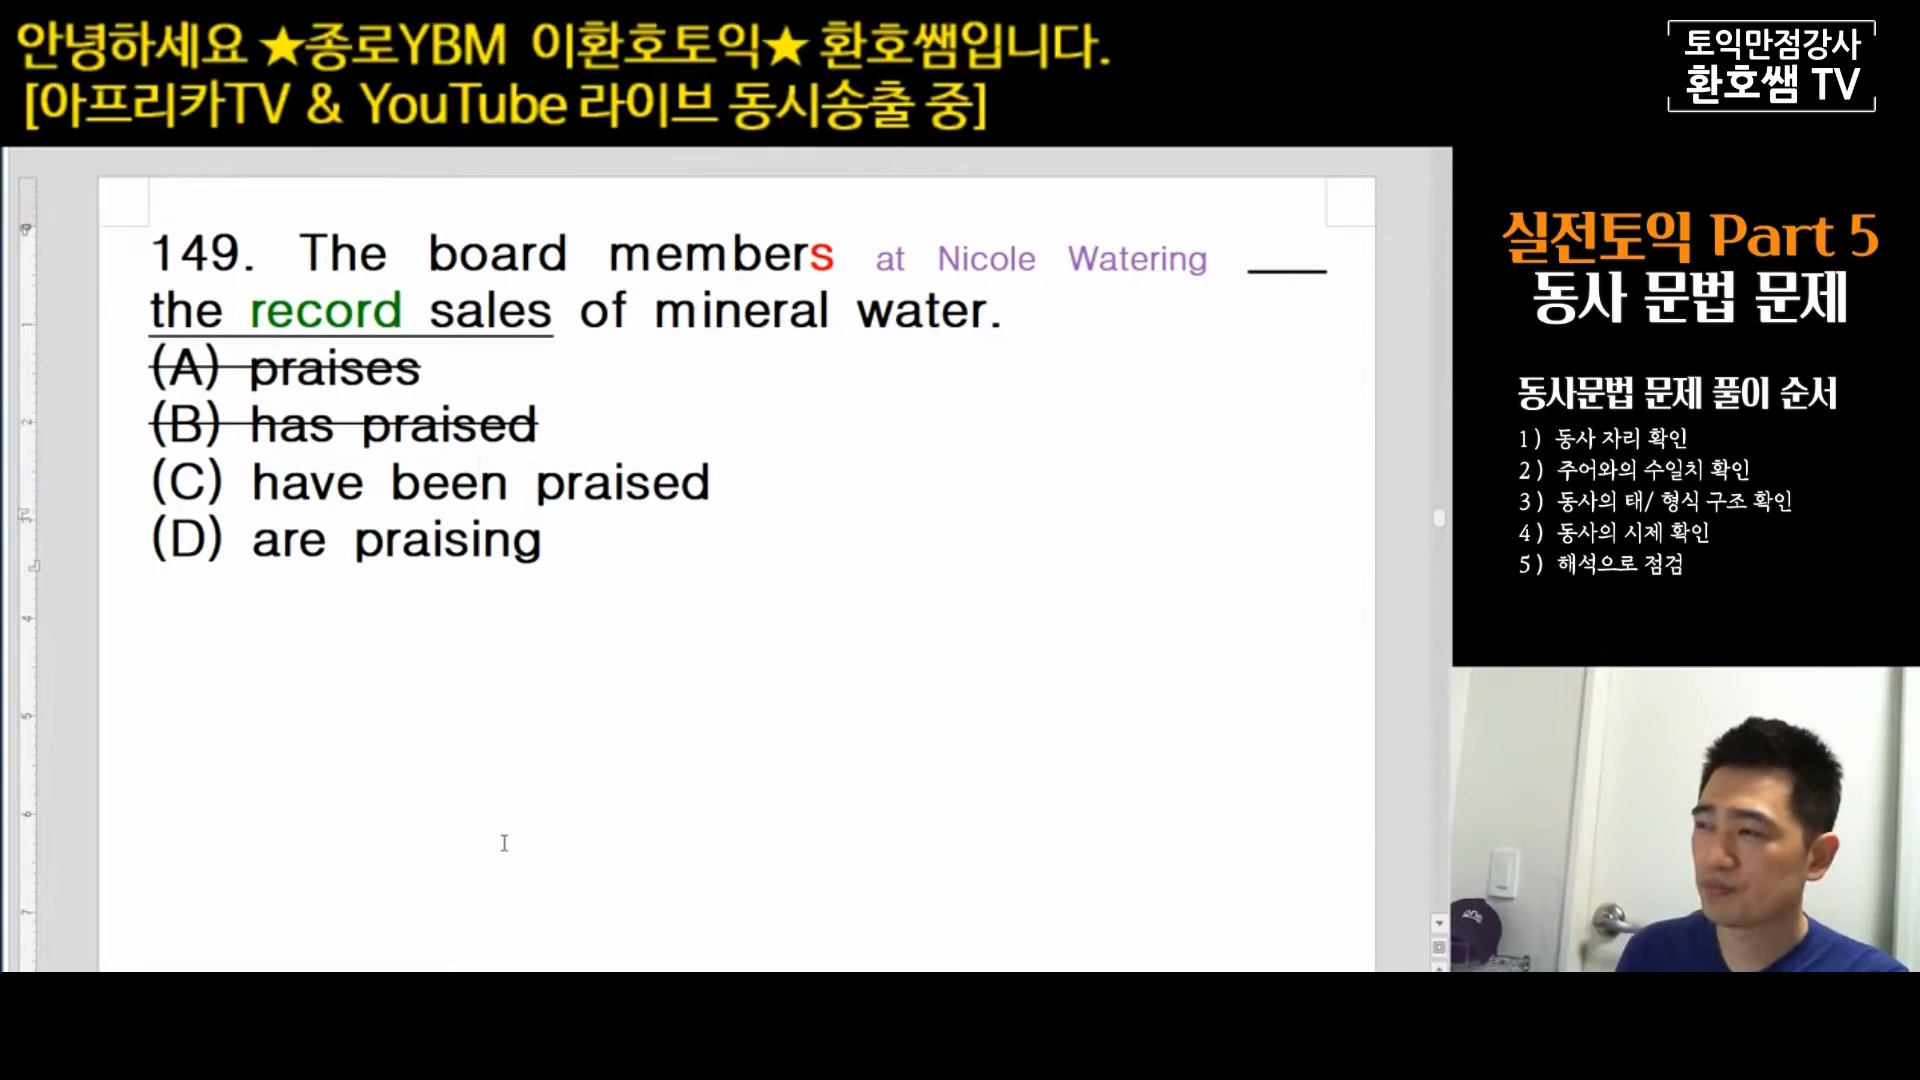 안녕하세요 ★종로YBM 이환호토익★ 환호쌤입니다.
[아프리카TV & YouTube 라이브 동시송출 중]
토익만점강사
환호쌤 TV
149. The board members at Nicole Watering ____
the record sales of mineral water.
(A) praises
(B) has praised
(C) have been praised
(D) are praising
실전토익 Part 5
동사 문법 문제
동사문법 문제 풀이 순서
1) 동사 자리 확인
2) 주어와의 수일치 확인
3) 동사의 태/ 형식 구조 확인
4) 동사의 시제 확인
5) 해석으로 점검